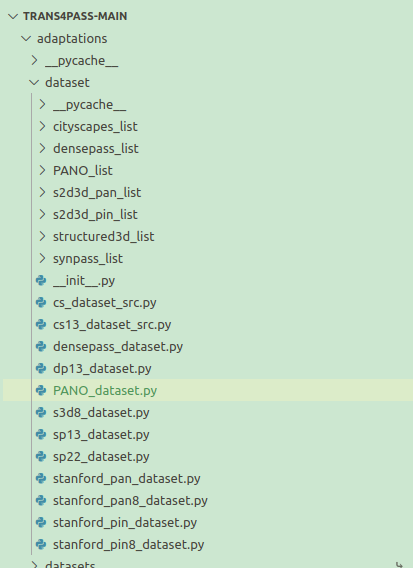 TRANS4PASS-MAIN
adaptations
__pycache__
dataset
__pycache__
cityscapes_list
densepass_list
PANO_list
s2d3d_pan_list
s2d3d_pin_list
structured3d_list
synpass_list
__init__.py
cs_dataset_src.py
cs13_dataset_src.py
densepass_dataset.py
dp13_dataset.py
PANO_dataset.py
s3d8_dataset.py
sp13_dataset.py
sp22_dataset.py
stanford_pan_dataset.py
stanford_pan8_dataset.py
stanford_pin_dataset.py
stanford_pin8_dataset.py
datasets